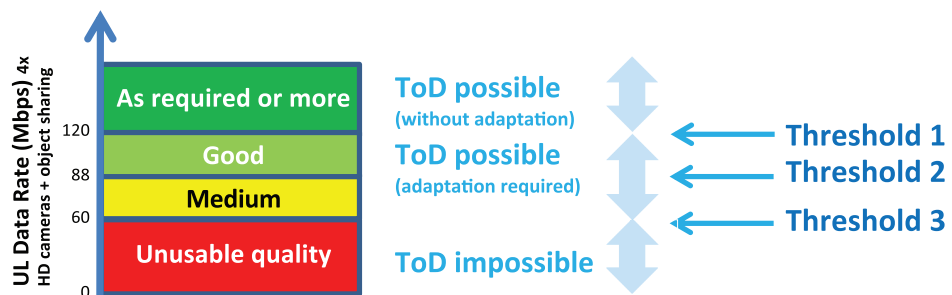 UL Data Rate (Mbps) 4x
HD cameras + object sharing
120
88
60
0
As required or more
Good
Medium
Unusable quality
ToD possible
(without adaptation)
ToD possible
(adaptation required)
ToD impossible
Threshold 1
Threshold 2
Threshold 3